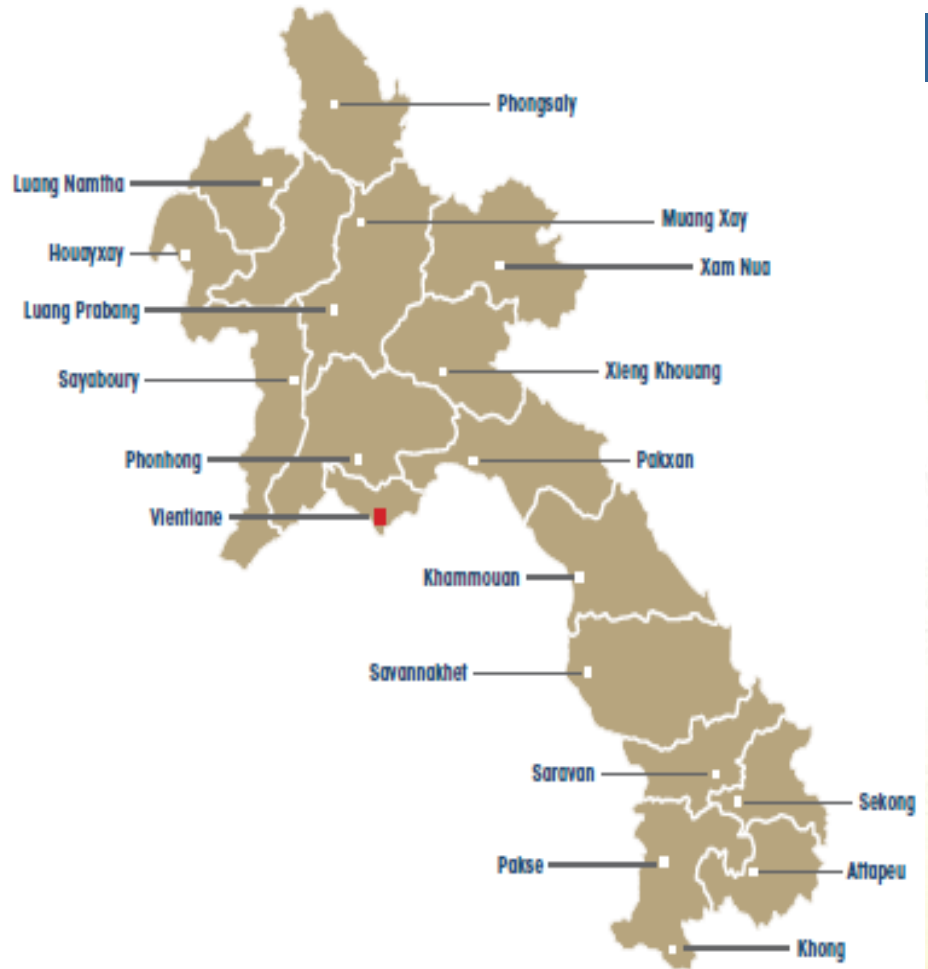 Phongsaly
Luang Namtha
Muang Xay
Houayxay
Xam Nua
Luang Prabang
Xieng Khouang
Sayaboury
Phonhong
Pakxan
Vientiane
Khammouan
Savannakhet
Saravan
Sekong
Pakse
Attapeu
Khong